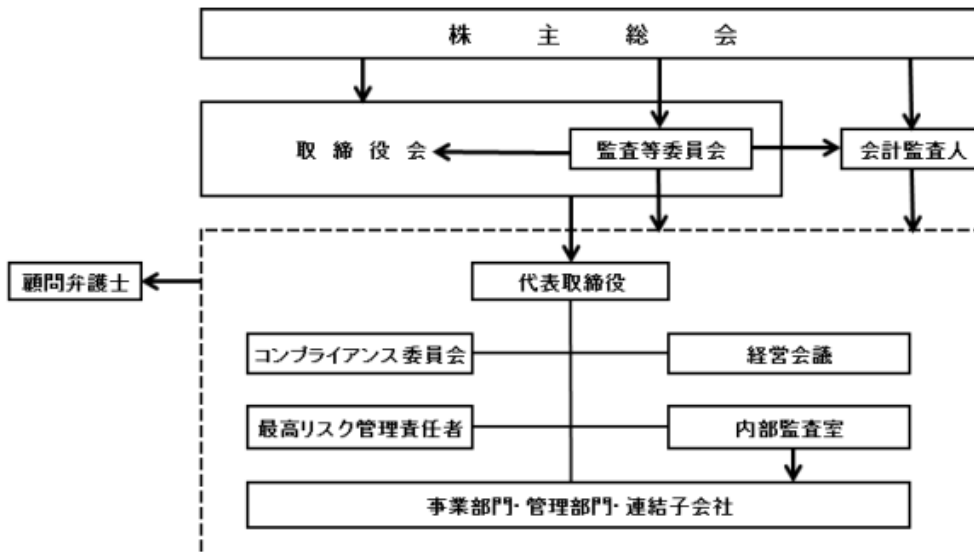 株主総会
取締役会
監査等委員会
会計監査人
顧問弁護士
代表取締役
コンプライアンス委員会
経営会議
最高リスク管理責任者
内部監査室
事業部門・管理部門・連結子会社